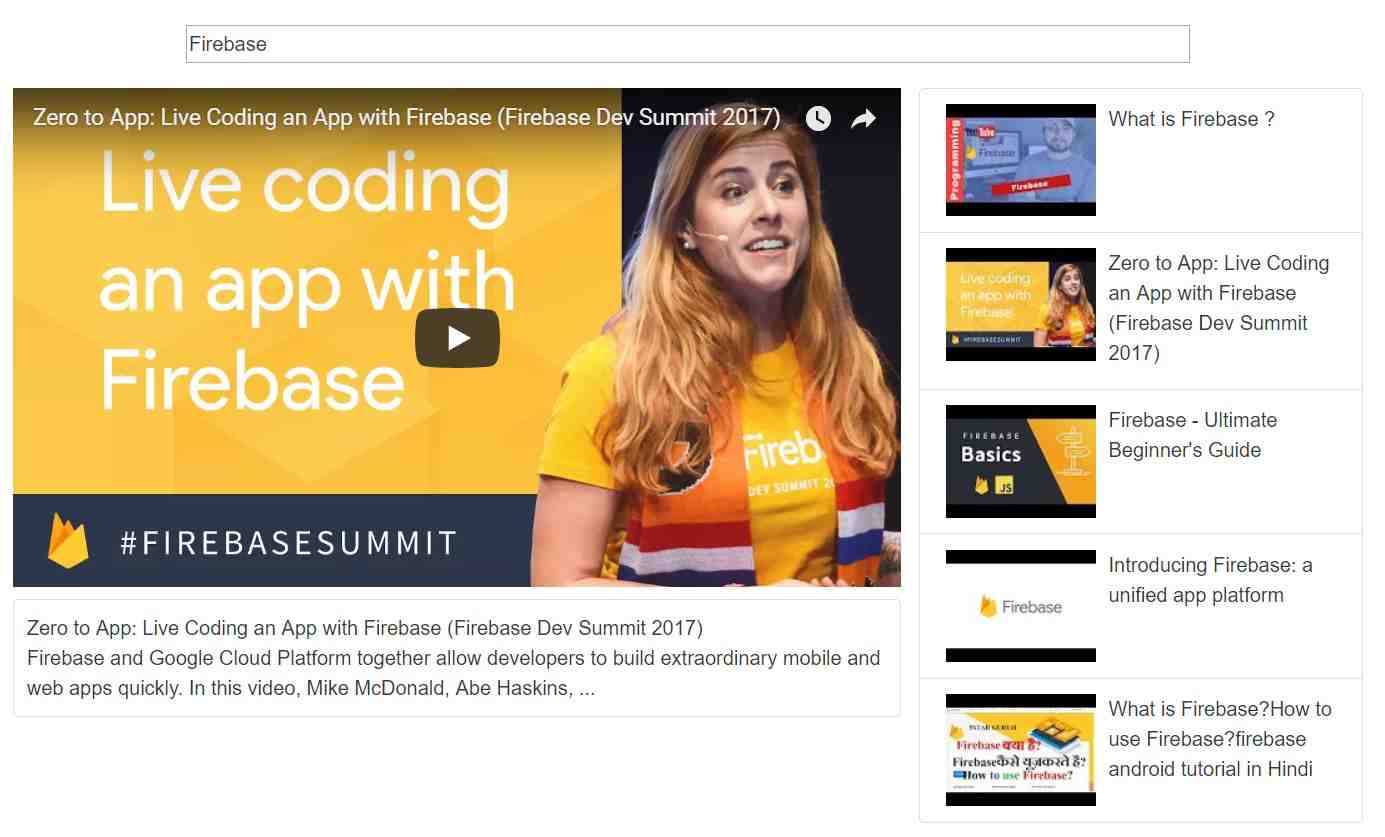 Firebase
Zero to App: Live Coding an App with Firebase (Firebase Dev Summit 2017)
Live coding
an app with
Firebase
Fireb
DEV SUMMIT 20
#FIREBASESUMMIT
Zero to App: Live Coding an App with Firebase (Firebase Dev Summit 2017)
Firebase and Google Cloud Platform together allow developers to build extraordinary mobile and
web apps quickly. In this video, Mike McDonald, Abe Haskins, ...
Programming
YouTube
Firebase
Firebase
What is Firebase ?
Live coding
an app with
Firebase
#FIREBASESUMMIT
Zero to App: Live Coding
an App with Firebase
(Firebase Dev Summit
2017)
FIREBASE
Basics
JS
Firebase - Ultimate
Beginner's Guide
Firebase
Introducing Firebase: a
unified app platform
Firebase क्या है?
Firebaseकैसे यूज़करते है?
How to use Firebase?
What is Firebase?How to
use Firebase?firebase
android tutorial in Hindi